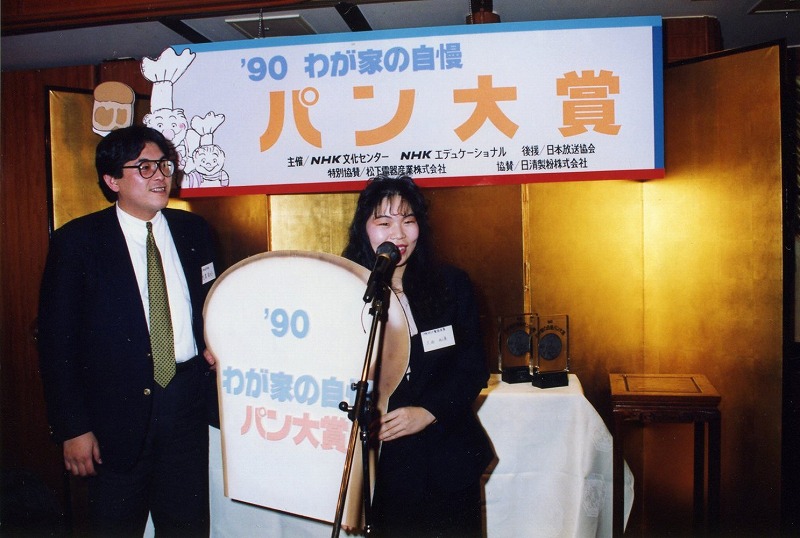 '90 わが家の自慢
パン大賞
主催/NHK文化センター NHKエデュケーショナル 後援/日本放送協会
特別協賛/松下電器産業株式会社 協賛/日清製粉株式会社
'90
わが家の自慢
パン大賞